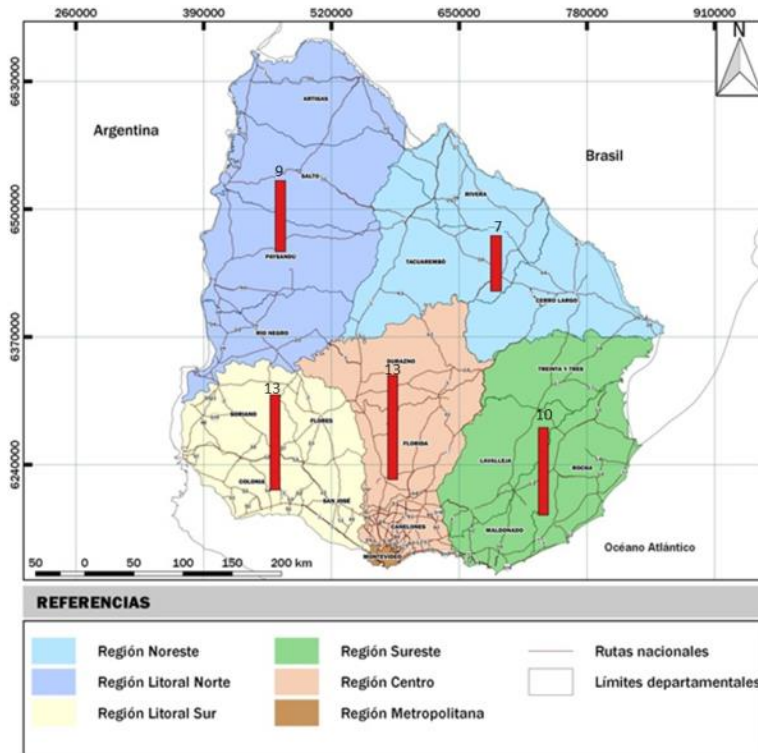 260000 390000 520000 650000 780000 910000
N
6630000
ARTIGAS
Argentina
Brasil
9
SALTO
RIVERA
6500000
7
PAYSANDÚ
TACUAREMBÓ
CERRO LARGO
RIO NEGRO
6370000
DURAZNO
TREINTA Y TRES
13
13
SORIANO
FLORES
10
FLORIDA
6240000
LAVALLEJA
ROCHA
COLONIA
SAN JOSÉ
CANELONES
MALDONADO
Océano Atlántico
MONTEVIDEO
50 0 50 100 150 200 km
REFERENCIAS
Región Noreste Región Sureste Rutas nacionales
Región Litoral Norte Región Centro Límites departamentales
Región Litoral Sur Región Metropolitana